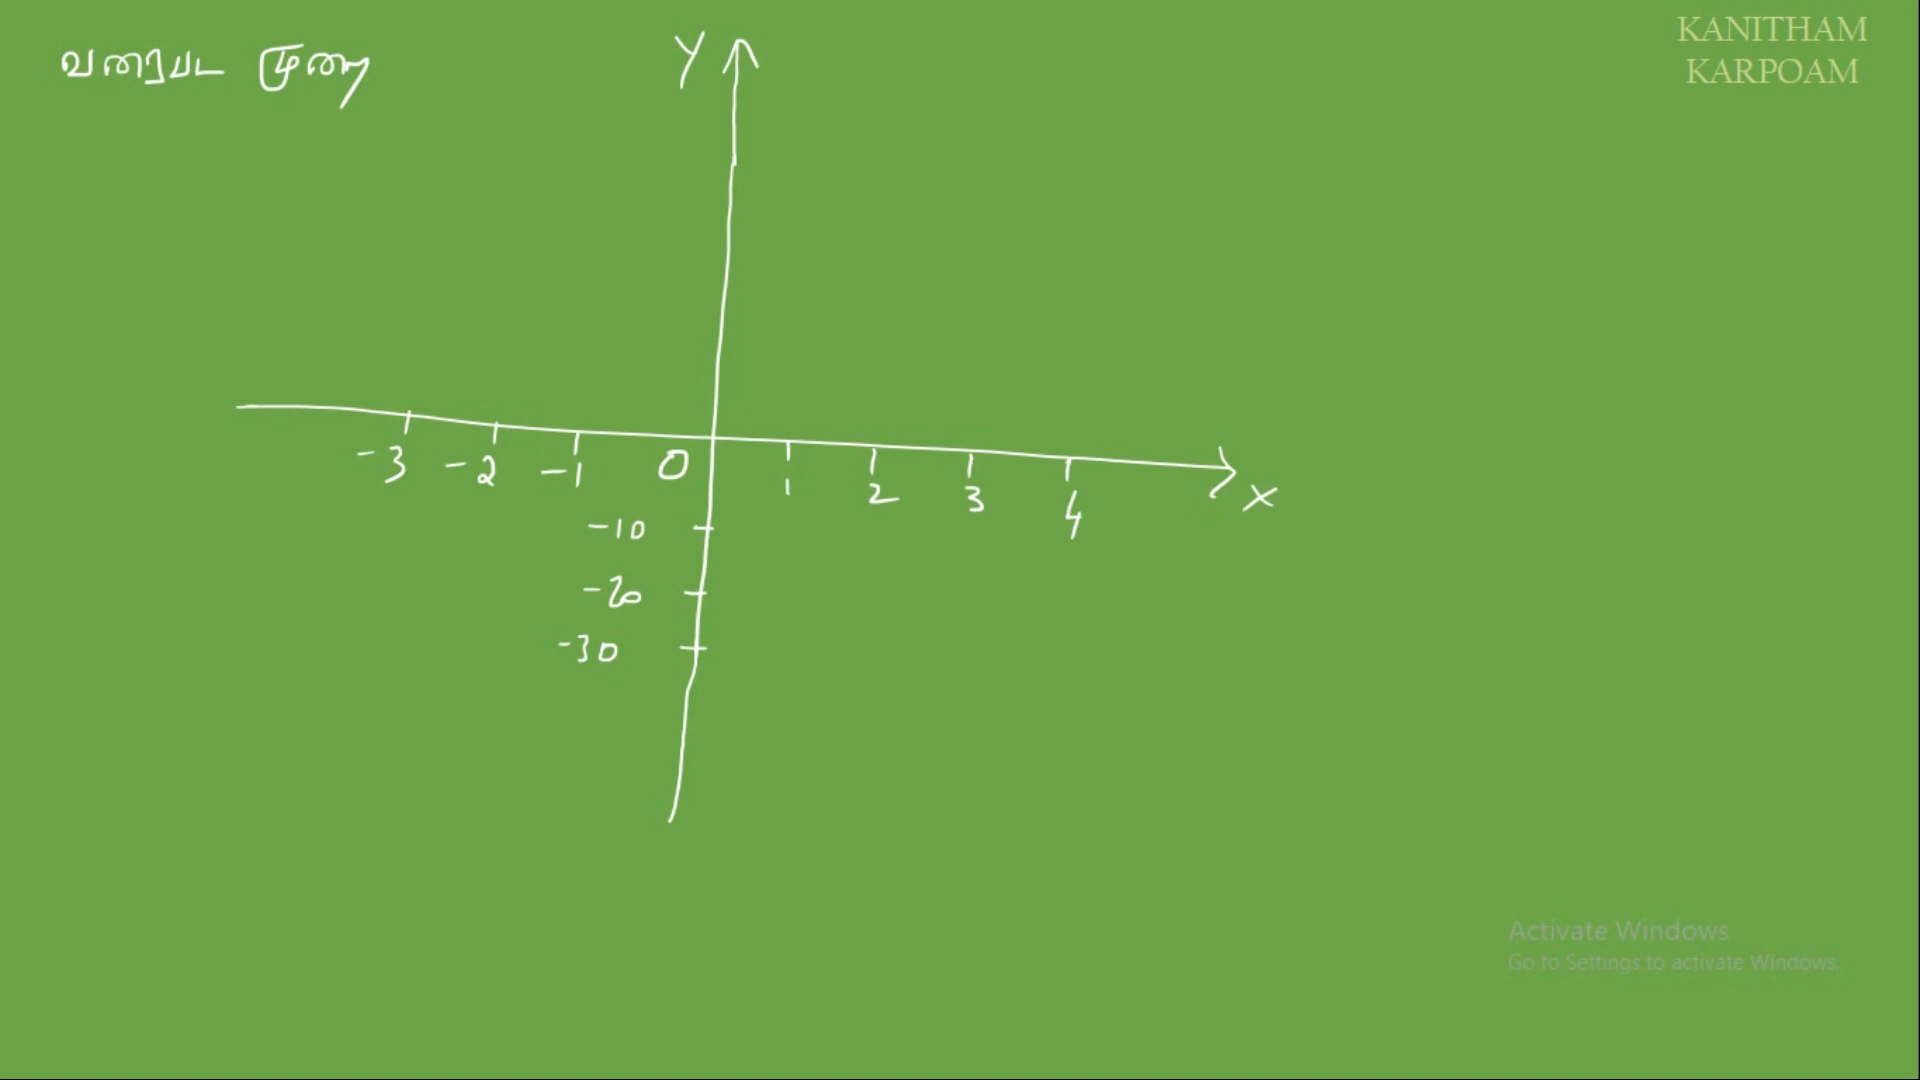 வரைபட முறை
KANITHAM
KARPOAM
Y
-3 -2 -1 0 1 2 3 4 X
-10
-20
-30
Activate Windows
Go to Settings to activate Windows.